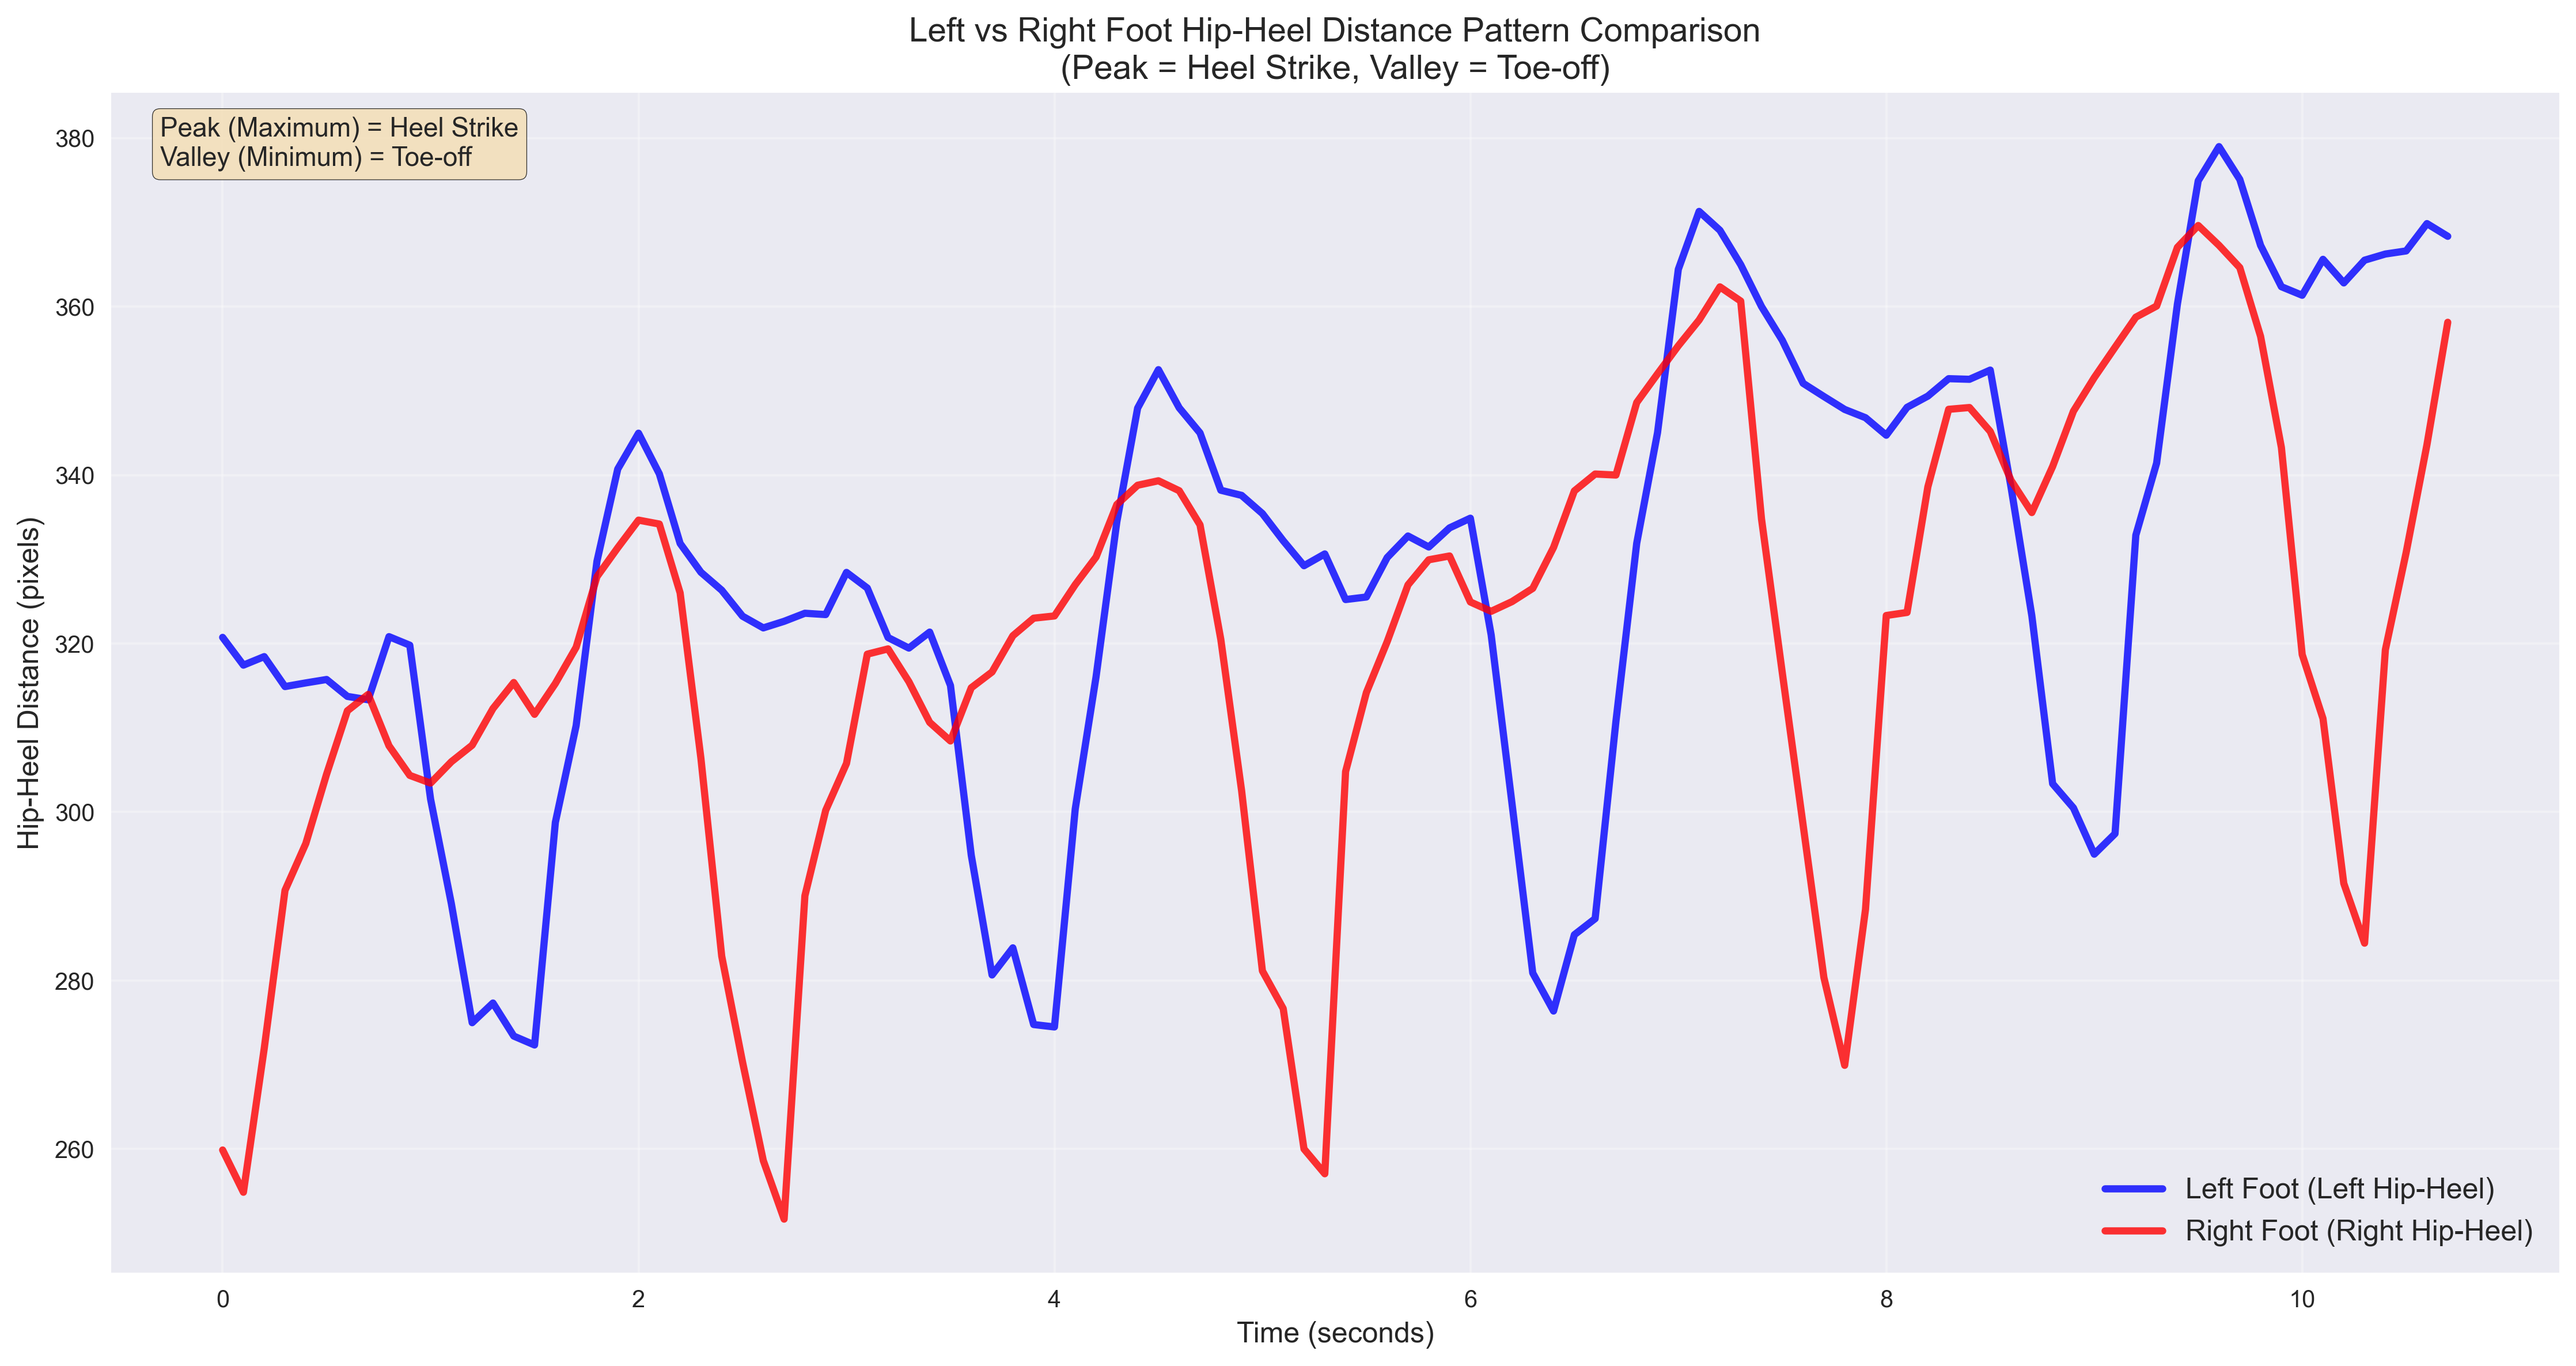 Left vs Right Foot Hip-Heel Distance Pattern Comparison
(Peak = Heel Strike, Valley = Toe-off)
Peak (Maximum) = Heel Strike
Valley (Minimum) = Toe-off
380
360
340
320
300
280
260
Hip-Heel Distance (pixels)
Left Foot (Left Hip-Heel)
Right Foot (Right Hip-Heel)
0 2 4 6 8 10
Time (seconds)